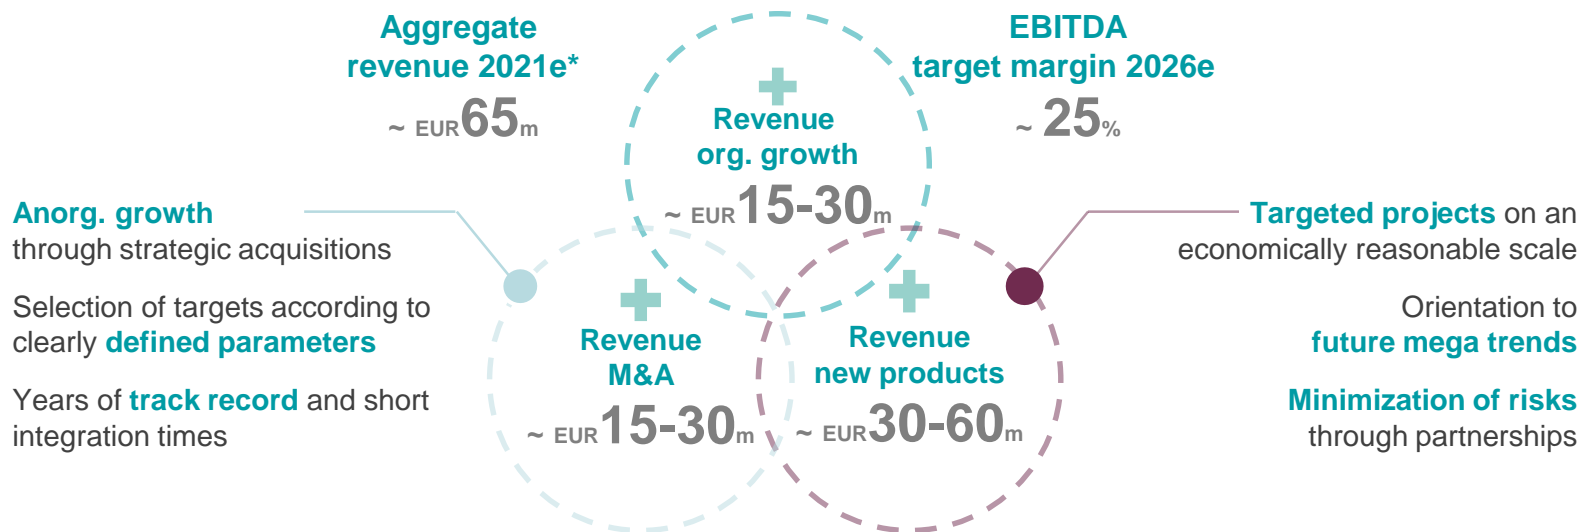 Aggregate
revenue 2021e*
~ EUR65m
EBITDA
target margin 2026e
~ 25%
Revenue
org. growth
~ EUR15-30m
Anorg. growth
through strategic acquisitions
Selection of targets according to
clearly defined parameters
Years of track record and short
integration times
Revenue
M&A
~ EUR15-30m
Revenue
new products
~ EUR30-60m
Targeted projects on an
economically reasonable scale
Orientation to
future mega trends
Minimization of risks
through partnerships